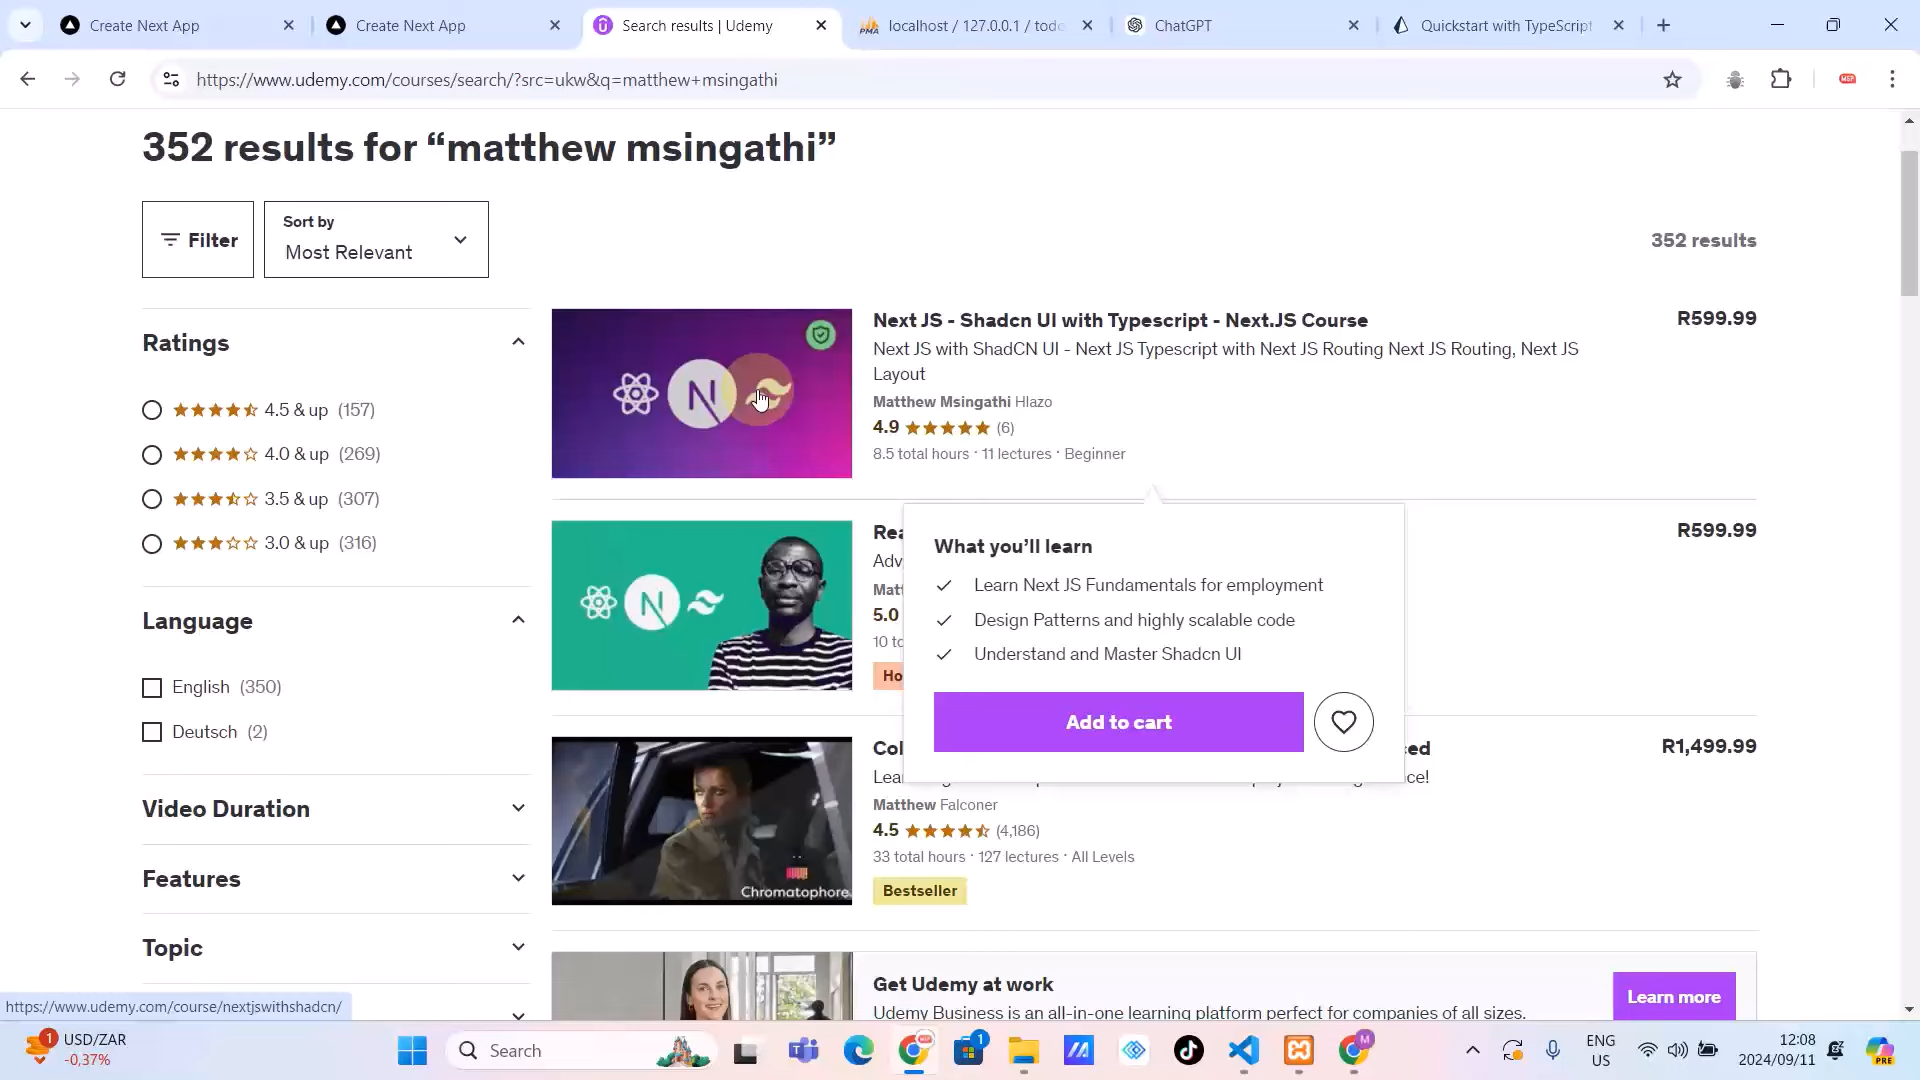 Create Next App
Create Next App
Search results | Udemy
localhost / 127.0.0.1 / todo
ChatGPT
Quickstart with TypeScript
https://www.udemy.com/courses/search/?src=ukw&q=matthew+msingathi
352 results for “matthew msingathi”
Filter
Sort by
Most Relevant
352 results
Ratings
4.5 & up (157)
4.0 & up (269)
3.5 & up (307)
3.0 & up (316)
Language
English (350)
Deutsch (2)
Video Duration
Features
Topic
Next JS - Shadcn UI with Typescript - Next.JS Course
R599.99
Next JS with ShadCN UI - Next JS Typescript with Next JS Routing Next JS Routing, Next JS
Layout
Matthew Msingathi Hlazo
4.9 (6)
8.5 total hours · 11 lectures · Beginner
R599.99
5.0
What you’ll learn
Learn Next JS Fundamentals for employment
Design Patterns and highly scalable code
Understand and Master Shadcn UI
Add to cart
R1,499.99
Matthew Falconer
4.5 (4,186)
33 total hours · 127 lectures · All Levels
Bestseller
Chromatophore
Get Udemy at work
Udemy Business is an all-in-one learning platform perfect for companies of all sizes.
Learn more
https://www.udemy.com/course/nextjswithshadcn/
1
USD/ZAR
-0,37%
Search
1
M
ENG
US
12:08
2024/09/11
PRE